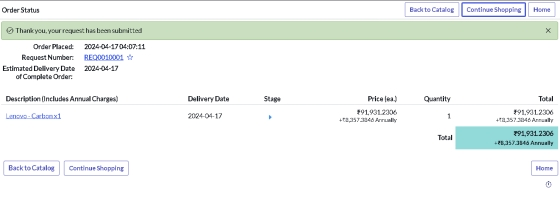 Order Status
Back to Catalog
Continue Shopping
Home
Thank you, your request has been submitted
Order Placed: 2024-04-17 04:07:11
Request Number: REQ0010001
Estimated Delivery Date of Complete Order: 2024-04-17
Description (Includes Annual Charges) Delivery Date Stage Price (ea.) Quantity Total
Lenovo - Carbon x1 2024-04-17 ₹91,931.2306 1 ₹91,931.2306
+₹8,357.3846 Annually +₹8,357.3846 Annually
Total ₹91,931.2306
+₹8,357.3846 Annually
Back to Catalog
Continue Shopping
Home